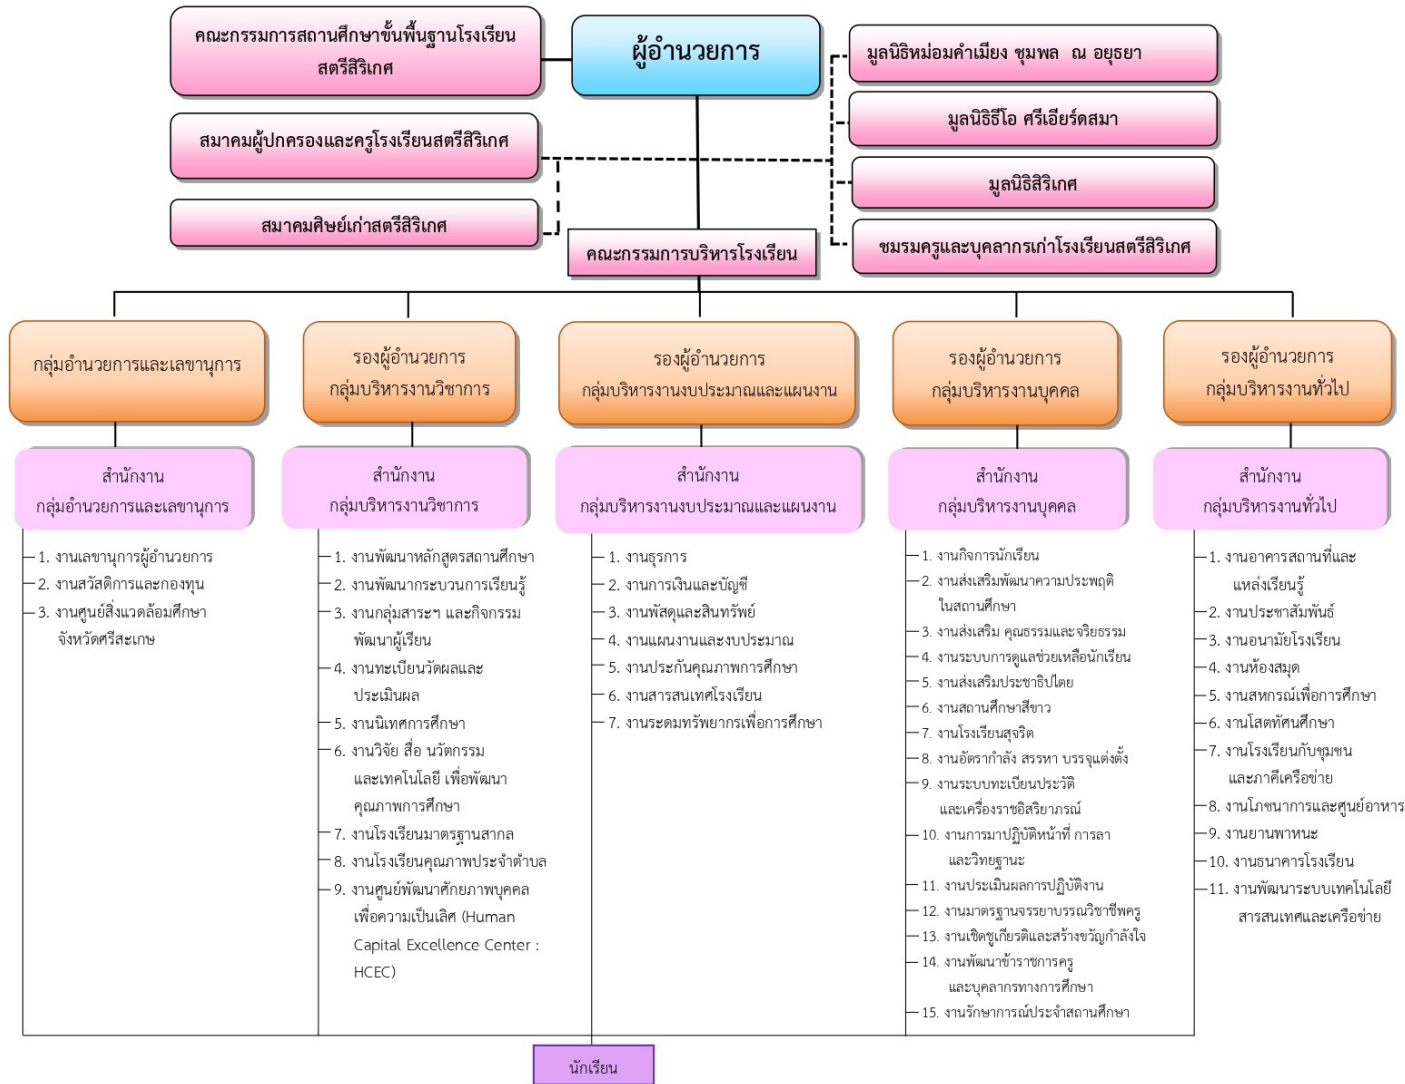 คณะกรรมการสถานศึกษาขั้นพื้นฐานโรงเรียน
สตรีสิริเกศ
ผู้อำนวยการ
มูลนิธิหม่อมคำเมียง ชุมพล ณ อยุธยา
มูลนิธิธีโอ ศรีเอียร์ดสมา
มูลนิธิสิริเกศ
ชมรมครูและบุคลากรเก่าโรงเรียนสตรีสิริเกศ
สมาคมผู้ปกครองและครูโรงเรียนสตรีสิริเกศ
สมาคมศิษย์เก่าสตรีสิริเกศ
คณะกรรมการบริหารโรงเรียน
กลุ่มอำนวยการและเลขานุการ
สำนักงาน
กลุ่มอำนวยการและเลขานุการ
1. งานเลขานุการผู้อำนวยการ
2. งานสวัสดิการและกองทุน
3. งานศูนย์สิ่งแวดล้อมศึกษา
จังหวัดศรีสะเกษ
รองผู้อำนวยการ
กลุ่มบริหารงานวิชาการ
สำนักงาน
กลุ่มบริหารงานวิชาการ
1. งานพัฒนาหลักสูตรสถานศึกษา
2. งานพัฒนากระบวนการเรียนรู้
3. งานกลุ่มสาระฯ และกิจกรรม
พัฒนาผู้เรียน
4. งานทะเบียนวัดผลและ
ประเมินผล
5. งานนิเทศการศึกษา
6. งานวิจัย สื่อ นวัตกรรม
และเทคโนโลยี เพื่อพัฒนา
คุณภาพการศึกษา
7. งานโรงเรียนมาตรฐานสากล
8. งานโรงเรียนคุณภาพประจำตำบล
9. งานศูนย์พัฒนาศักยภาพบุคคล
เพื่อความเป็นเลิศ (Human
Capital Excellence Center :
HCEC)
รองผู้อำนวยการ
กลุ่มบริหารงานงบประมาณและแผนงาน
สำนักงาน
กลุ่มบริหารงานงบประมาณและแผนงาน
1. งานธุรการ
2. งานการเงินและบัญชี
3. งานพัสดุและสินทรัพย์
4. งานแผนงานและงบประมาณ
5. งานประกันคุณภาพการศึกษา
6. งานสารสนเทศโรงเรียน
7. งานระดมทรัพยากรเพื่อการศึกษา
รองผู้อำนวยการ
กลุ่มบริหารงานบุคคล
สำนักงาน
กลุ่มบริหารงานบุคคล
1. งานกิจการนักเรียน
2. งานส่งเสริมพัฒนาความประพฤติ
ในสถานศึกษา
3. งานส่งเสริม คุณธรรมและจริยธรรม
4. งานระบบการดูแลช่วยเหลือนักเรียน
5. งานส่งเสริมประชาธิปไตย
6. งานสถานศึกษาสีขาว
7. งานโรงเรียนสุจริต
8. งานอัตรากำลัง สรรหา บรรจุแต่งตั้ง
9. งานระบบทะเบียนประวัติ
และเครื่องราชอิสริยาภรณ์
10. งานการมาปฏิบัติหน้าที่ การลา
และวิทยฐานะ
11. งานประเมินผลการปฏิบัติงาน
12. งานมาตรฐานจรรยาบรรณวิชาชีพครู
13. งานเชิดชูเกียรติและสร้างขวัญกำลังใจ
14. งานพัฒนาข้าราชการครู
และบุคลากรทางการศึกษา
15. งานรักษาการณ์ประจำสถานศึกษา
รองผู้อำนวยการ
กลุ่มบริหารงานทั่วไป
สำนักงาน
กลุ่มบริหารงานทั่วไป
1. งานอาคารสถานที่และ
แหล่งเรียนรู้
2. งานประชาสัมพันธ์
3. งานอนามัยโรงเรียน
4. งานห้องสมุด
5. งานสหกรณ์เพื่อการศึกษา
6. งานโสตทัศนศึกษา
7. งานโรงเรียนกับชุมชน
และภาคีเครือข่าย
8. งานโภชนาการและศูนย์อาหาร
9. งานยานพาหนะ
10. งานธนาคารโรงเรียน
11. งานพัฒนาระบบเทคโนโลยี
สารสนเทศและเครือข่าย
นักเรียน